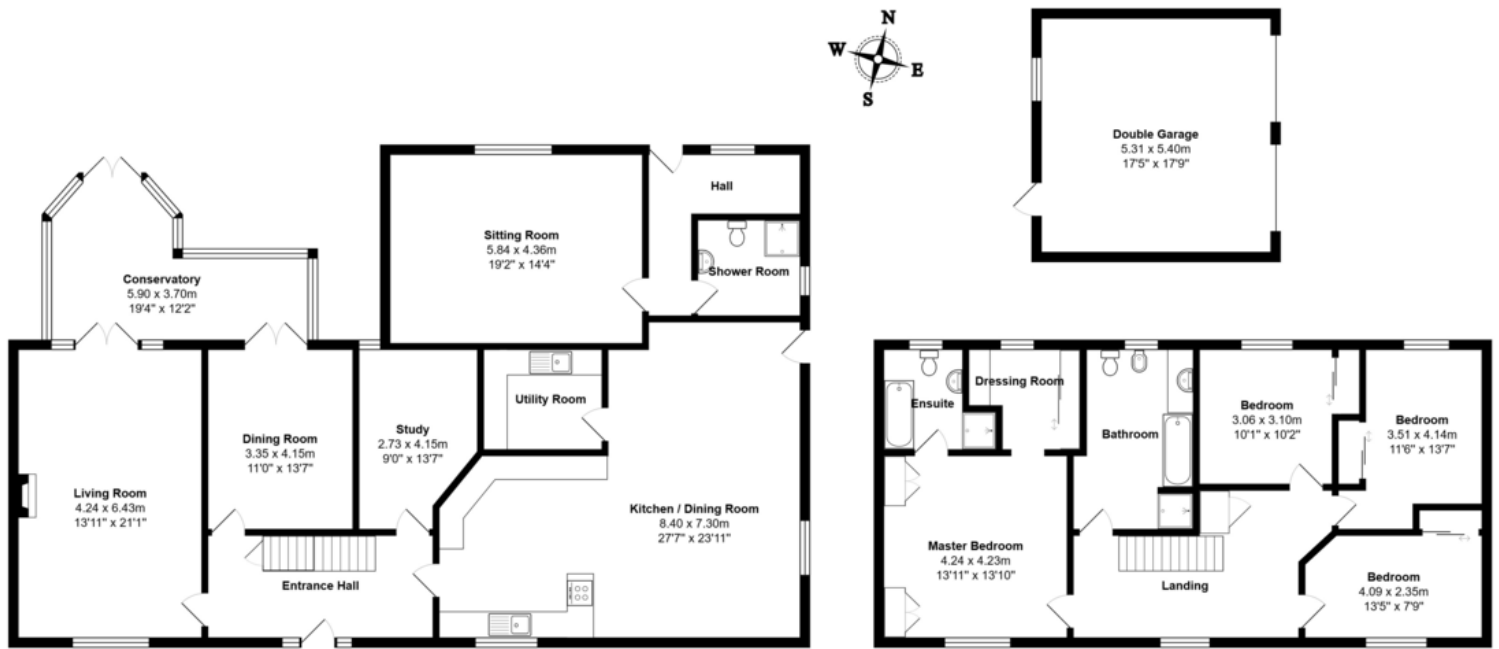 N
W
E
S
Double Garage
5.31 x 5.40m
17'5" x 17'9"
Hall
Sitting Room
5.84 x 4.36m
19'2" x 14'4"
Shower Room
Conservatory
5.90 x 3.70m
19'4" x 12'2"
Utility Room
Study
2.73 x 4.15m
9'0" x 13'7"
Dining Room
3.35 x 4.15m
11'0" x 13'7"
Living Room
4.24 x 6.43m
13'11" x 21'1"
Kitchen / Dining Room
8.40 x 7.30m
27'7" x 23'11"
Entrance Hall
Dressing Room
Ensuite
Bathroom
Bedroom
3.06 x 3.10m
10'1" x 10'2"
Bedroom
3.51 x 4.14m
11'6" x 13'7"
Master Bedroom
4.24 x 4.23m
13'11" x 13'10"
Landing
Bedroom
4.09 x 2.35m
13'5" x 7'9"